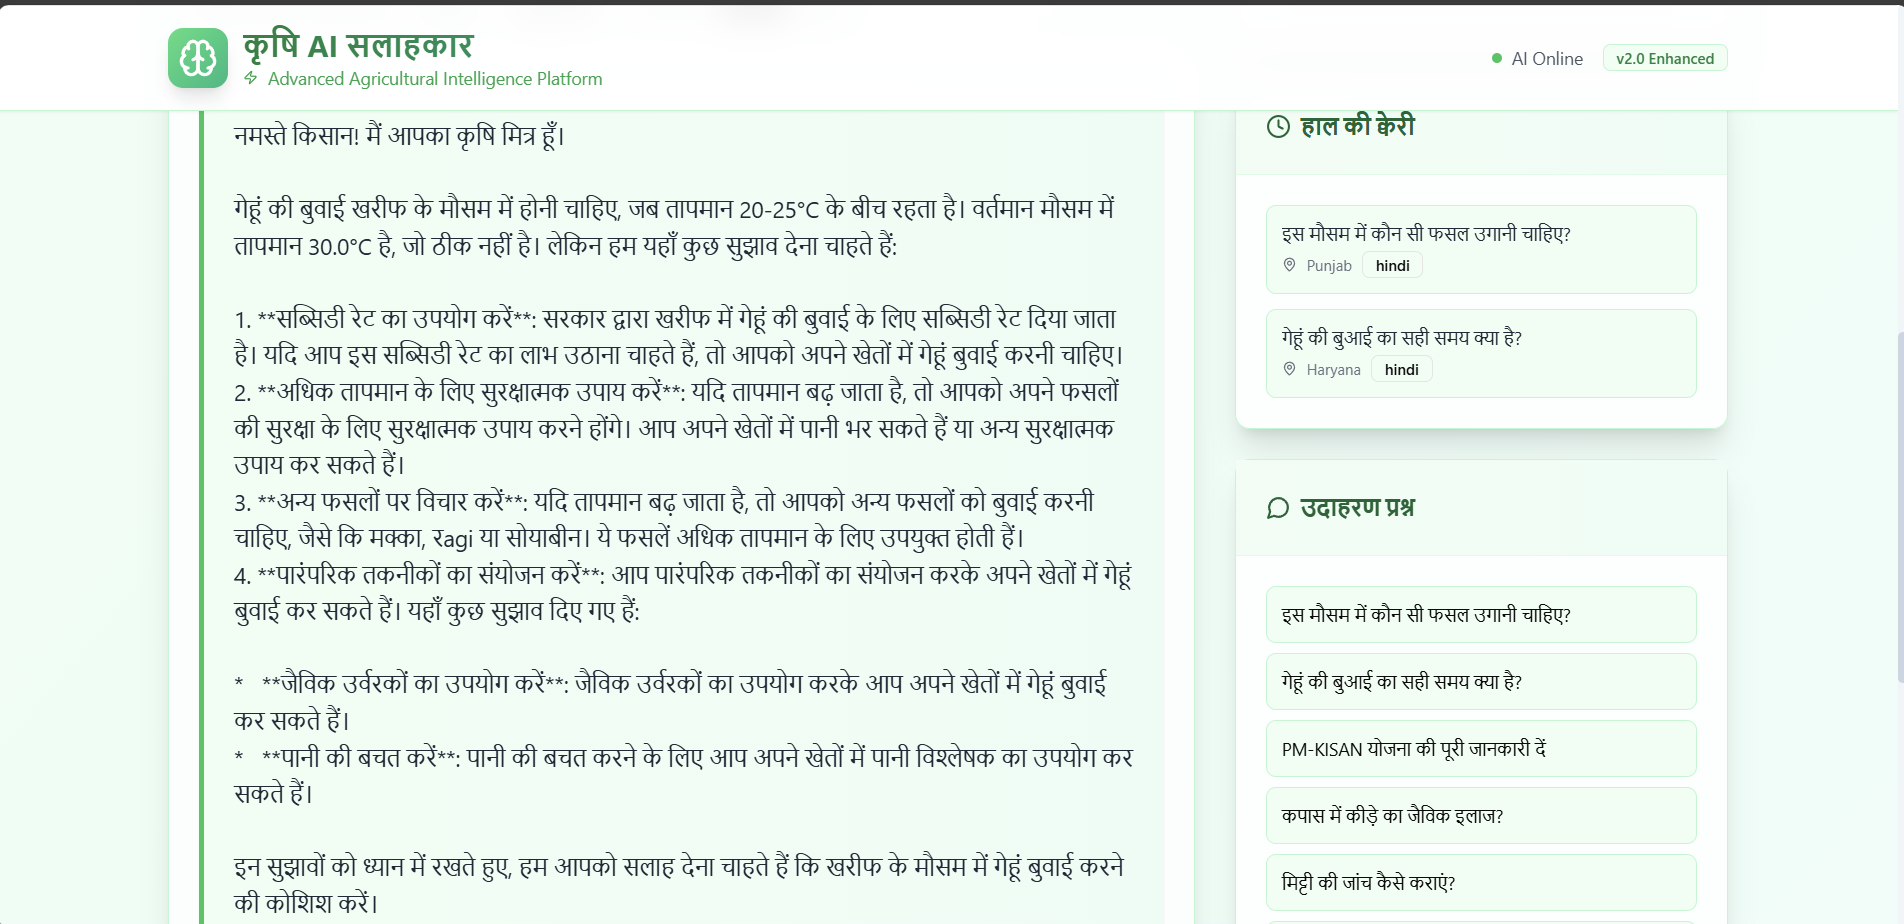 कृषि AI सलाहकार
Advanced Agricultural Intelligence Platform
AI Online
v2.0 Enhanced
नमस्ते किसान! मैं आपका कृषि मित्र हूँ।
गेहूं की बुवाई खरीफ के मौसम में होनी चाहिए, जब तापमान 20-25°C के बीच रहता है। वर्तमान मौसम में
तापमान 30.0°C है, जो ठीक नहीं है। लेकिन हम यहाँ कुछ सुझाव देना चाहते हैं:
1. **सब्सिडी रेट का उपयोग करें**: सरकार द्वारा खरीफ में गेहूं की बुवाई के लिए सब्सिडी रेट दिया जाता
है। यदि आप इस सब्सिडी रेट का लाभ उठाना चाहते हैं, तो आपको अपने खेतों में गेहूं बुवाई करनी चाहिए।
2. **अधिक तापमान के लिए सुरक्षात्मक उपाय करें**: यदि तापमान बढ़ जाता है, तो आपको अपने फसलों
की सुरक्षा के लिए सुरक्षात्मक उपाय करने होंगे। आप अपने खेतों में पानी भर सकते हैं या अन्य सुरक्षात्मक
उपाय कर सकते हैं।
3. **अन्य फसलों पर विचार करें**: यदि तापमान बढ़ जाता है, तो आपको अन्य फसलों को बुवाई करनी
चाहिए, जैसे कि मक्का, रagi या सोयाबीन। ये फसलें अधिक तापमान के लिए उपयुक्त होती हैं।
4. **पारंपरिक तकनीकों का संयोजन करें**: आप पारंपरिक तकनीकों का संयोजन करके अपने खेतों में गेहूं
बुवाई कर सकते हैं। यहाँ कुछ सुझाव दिए गए हैं:
* **जैविक उर्वरकों का उपयोग करें**: जैविक उर्वरकों का उपयोग करके आप अपने खेतों में गेहूं बुवाई
कर सकते हैं।
* **पानी की बचत करें**: पानी की बचत करने के लिए आप अपने खेतों में पानी विश्लेषक का उपयोग कर
सकते हैं।
इन सुझावों को ध्यान में रखते हुए, हम आपको सलाह देना चाहते हैं कि खरीफ के मौसम में गेहूं बुवाई करने
की कोशिश करें।
हाल की क्वेरी
इस मौसम में कौन सी फसल उगानी चाहिए?
Punjab hindi
गेहूं की बुआई का सही समय क्या है?
Haryana hindi
उदाहरण प्रश्न
इस मौसम में कौन सी फसल उगानी चाहिए?
गेहूं की बुआई का सही समय क्या है?
PM-KISAN योजना की पूरी जानकारी दें
कपास में कीड़े का जैविक इलाज?
मिट्टी की जांच कैसे कराएं?